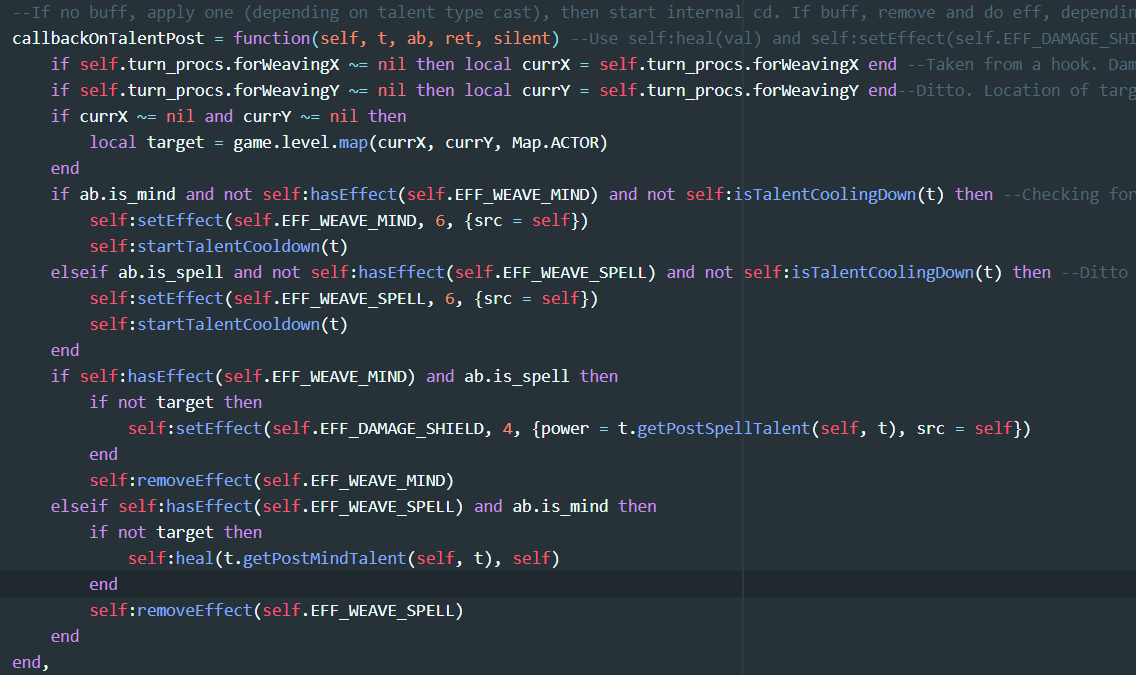 --If no buff, apply one (depending on talent type cast), then start internal cd. If buff, remove and do eff,
callbackOnTalentPost = function(self, t, ab, ret, silent) --Use self:heal(val) and self:setEffect(self.EFF_DAMAGE_SHI
    if self.turn_procs.forWeavingX ~= nil then local currX = self.turn_procs.forWeavingX end --Taken from a hook. Dam
    if self.turn_procs.forWeavingY ~= nil then local currY = self.turn_procs.forWeavingY end--Ditto. Location of targ
    if currX ~= nil and currY ~= nil then
        local target = game.level.map(currX, currY, Map.ACTOR)
    end
    if ab.is_mind and not self:hasEffect(self.EFF_WEAVE_MIND) and not self:isTalentCoolingDown(t) then --Checking for
        self:setEffect(self.EFF_WEAVE_MIND, 6, {src = self})
        self:startTalentCooldown(t)
    elseif ab.is_spell and not self:hasEffect(self.EFF_WEAVE_SPELL) and not self:isTalentCoolingDown(t) then --Ditto
        self:setEffect(self.EFF_WEAVE_SPELL, 6, {src = self})
        self:startTalentCooldown(t)
    end
    if self:hasEffect(self.EFF_WEAVE_MIND) and ab.is_spell then
        if not target then
            self:setEffect(self.EFF_DAMAGE_SHIELD, 4, {power = t.getPostSpellTalent(self, t), src = self})
        end
        self:removeEffect(self.EFF_WEAVE_MIND)
    elseif self:hasEffect(self.EFF_WEAVE_SPELL) and ab.is_mind then
        if not target then
            self:heal(t.getPostMindTalent(self, t), self)
        end
        self:removeEffect(self.EFF_WEAVE_SPELL)
    end
end,